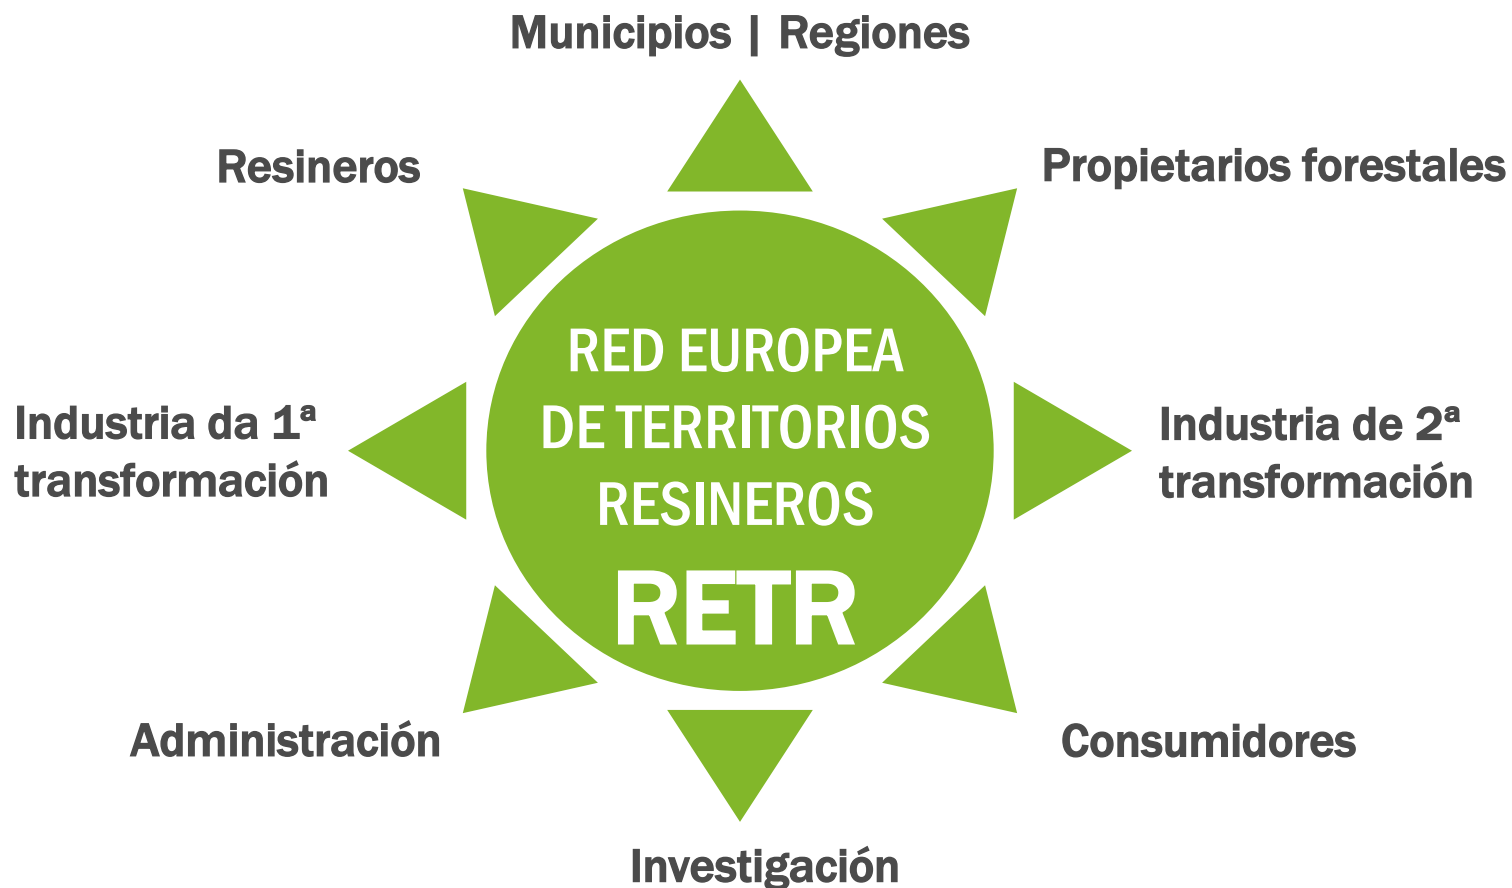 Municipios | Regiones
Resineros
Propietarios forestales
RED EUROPEA
DE TERRITORIOS
RESINEROS
RETR
Industria da 1ª
transformación
Industria de 2ª
transformación
Administración
Consumidores
Investigación